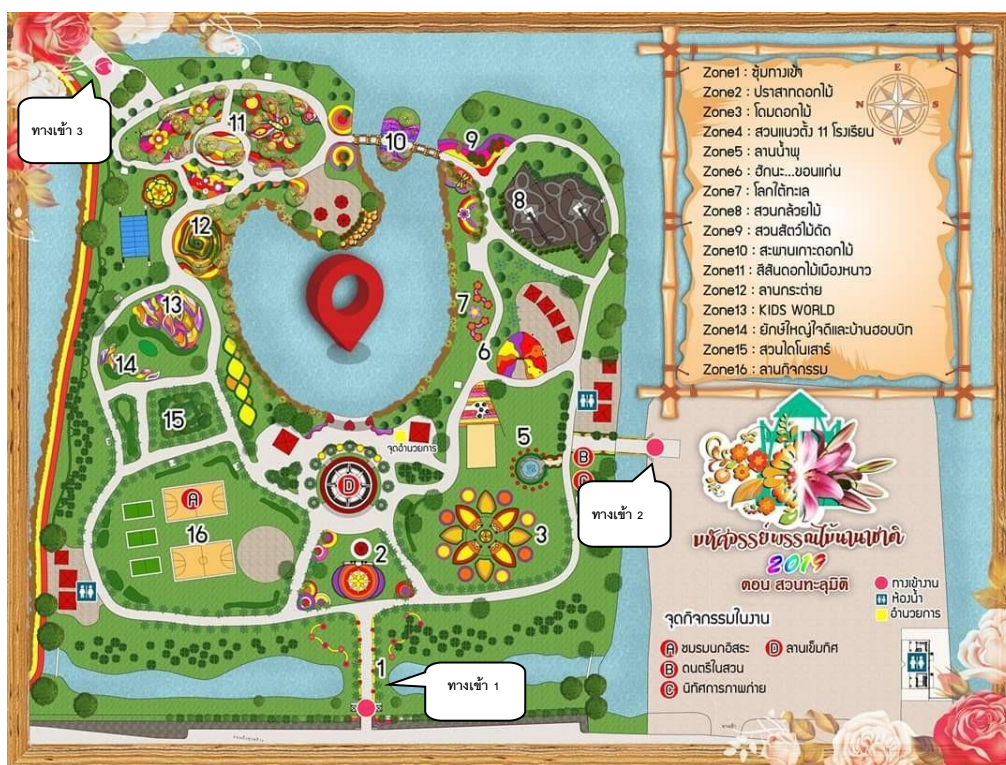 ทางเข้า 3
11
10
9
8
12
13
7
14
6
15
จุดอำนวยการ
5
D
A
B
C
16
3
2
1
ทางเข้า 1
ทางเข้า 2
Zone1 : ซุ้มทางเข้า
Zone2 : ปราสาทดอกไม้
Zone3 : โดมดอกไม้
Zone4 : สวนแนวตั้ง 11 โรงเรียน
Zone5 : ลานน้ำพุ
Zone6 : ฮักนะ...ขอนแก่น
Zone7 : โลกใต้ทะเล
Zone8 : สวนกล้วยไม้
Zone9 : สวนสัตว์ไม้ดัด
Zone10 : สะพานเกาะดอกไม้
Zone11 : สีสันดอกไม้เมืองหนาว
Zone12 : ลานกระต่าย
Zone13 : KIDS WORLD
Zone14 : ยักษ์ใหญ่ใจดีและบ้านฮอบบิท
Zone15 : สวนไดโนเสาร์
Zone16 : ลานกิจกรรม
E
N S
W
มหัศจรรย์พรรณไม้นานาชาติ
2019
ตอน สวนทะลุมิติ
ทางเข้างาน
ห้องน้ำ
อำนวยการ
จุดกิจกรรมในงาน
A ชมรมนกอิสระ D ลานเข็มทิศ
B ดนตรีในสวน
C นิทัศการภาพถ่าย